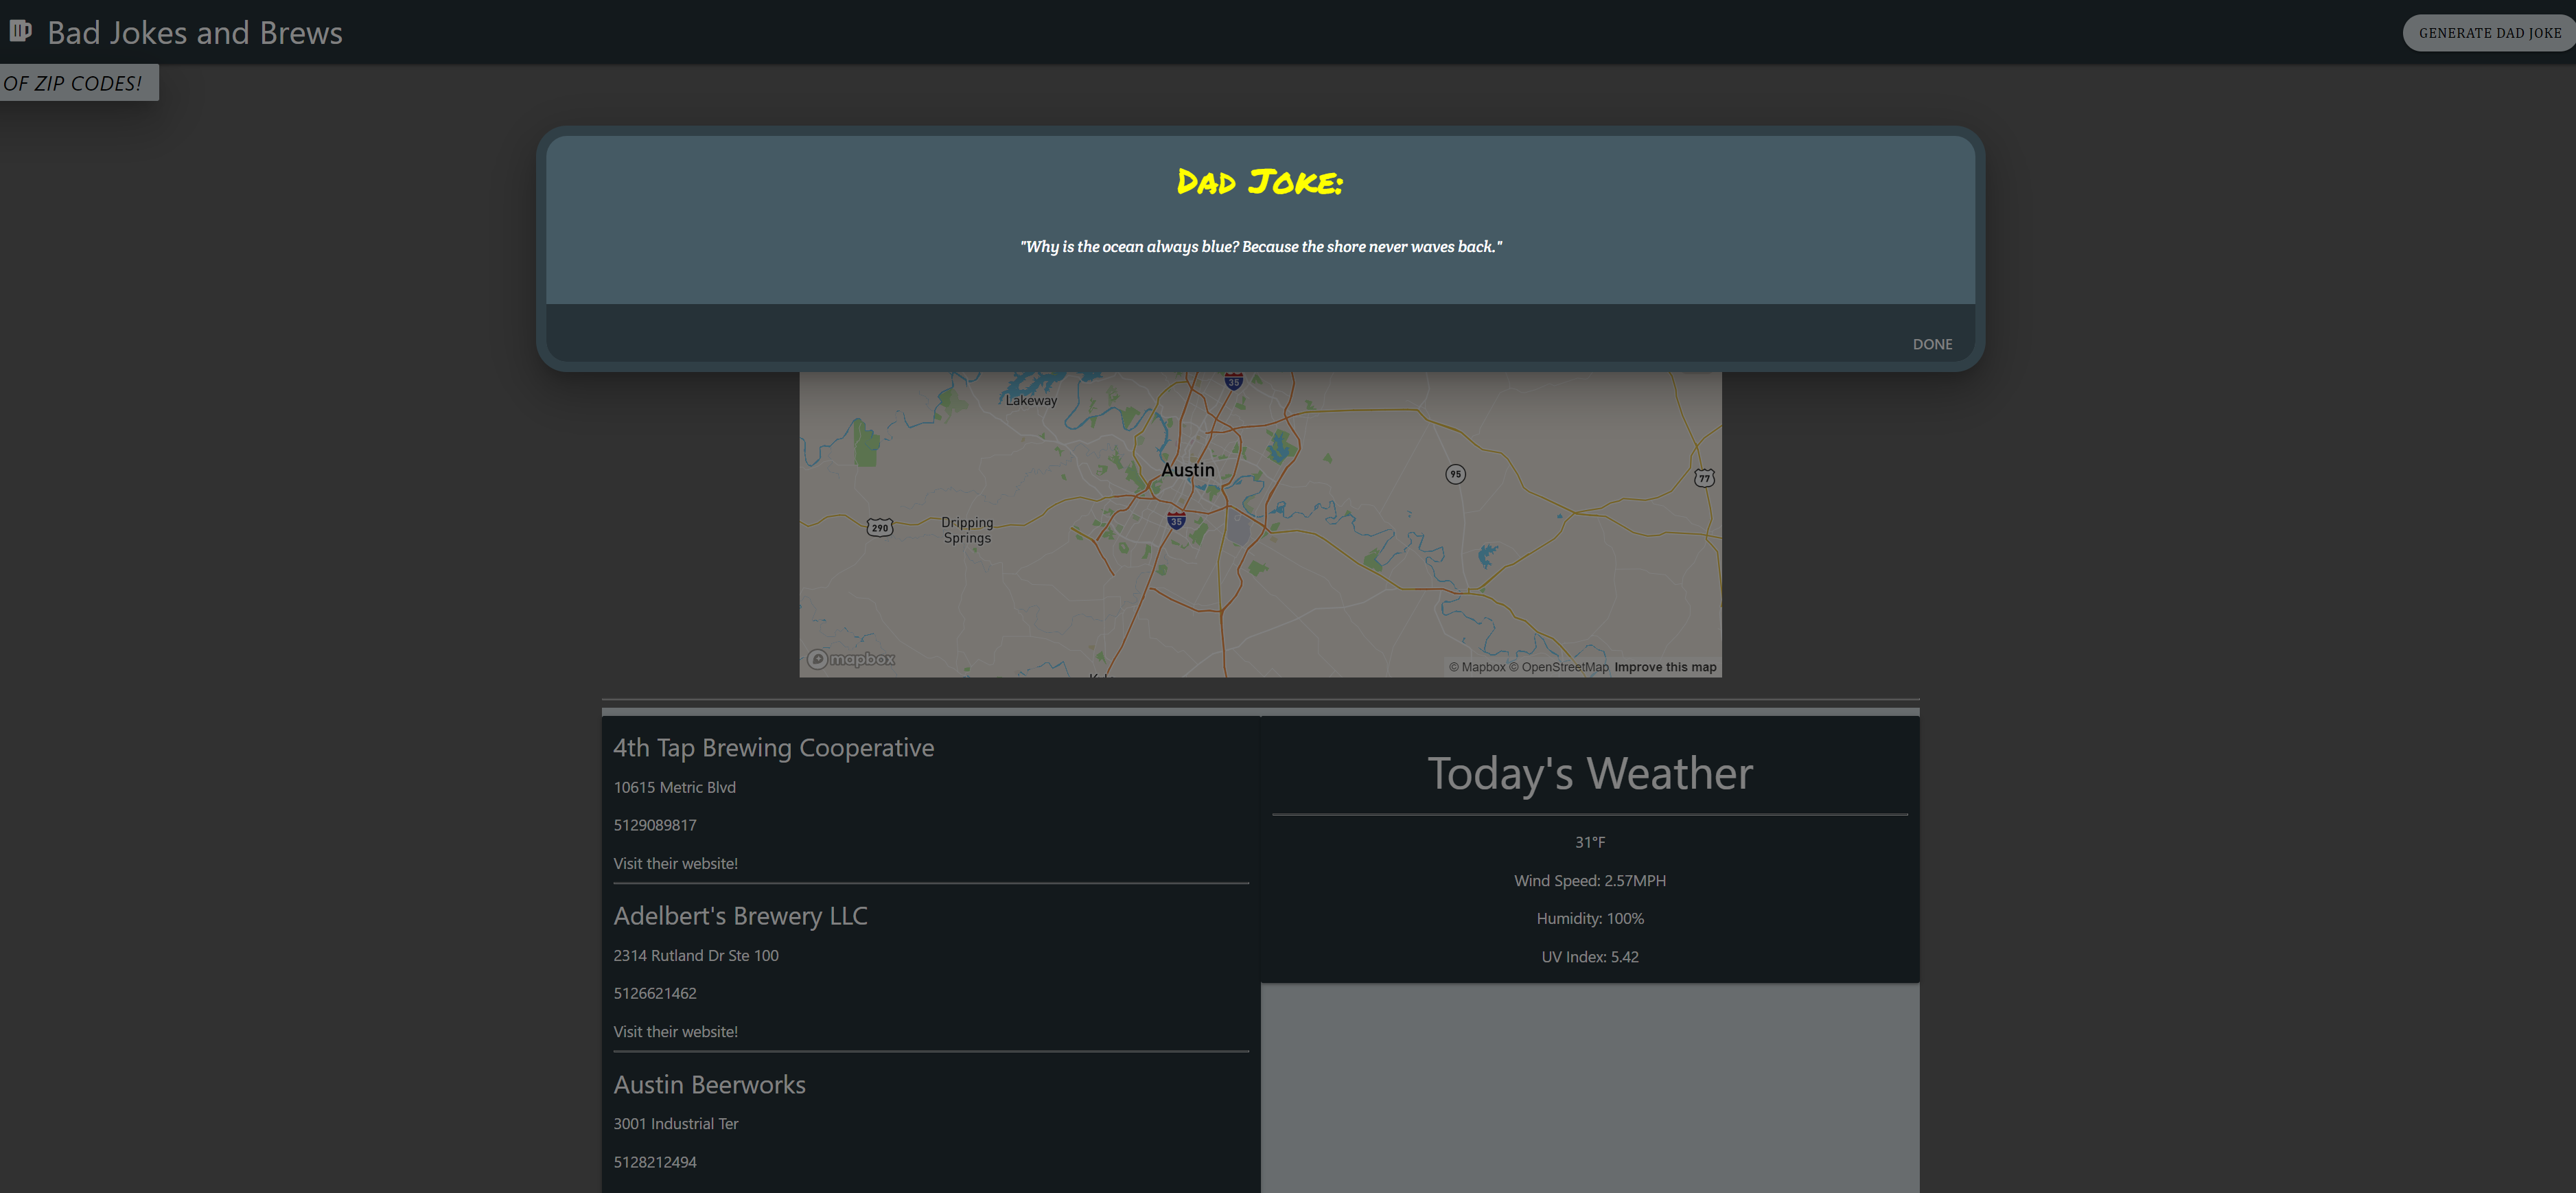 Bad Jokes and Brews
GENERATE DAD JOKE
OF ZIP CODES!
Dad Joke:
"Why is the ocean always blue? Because the shore never waves back."
DONE
35
Lakeway
Austin
95
77
290
Dripping
Springs
35
mapbox
© Mapbox © OpenStreetMap Improve this map
4th Tap Brewing Cooperative
10615 Metric Blvd
5129089817
Visit their website!
Adelbert's Brewery LLC
2314 Rutland Dr Ste 100
5126621462
Visit their website!
Austin Beerworks
3001 Industrial Ter
5128212494
Today's Weather
31°F
Wind Speed: 2.57MPH
Humidity: 100%
UV Index: 5.42